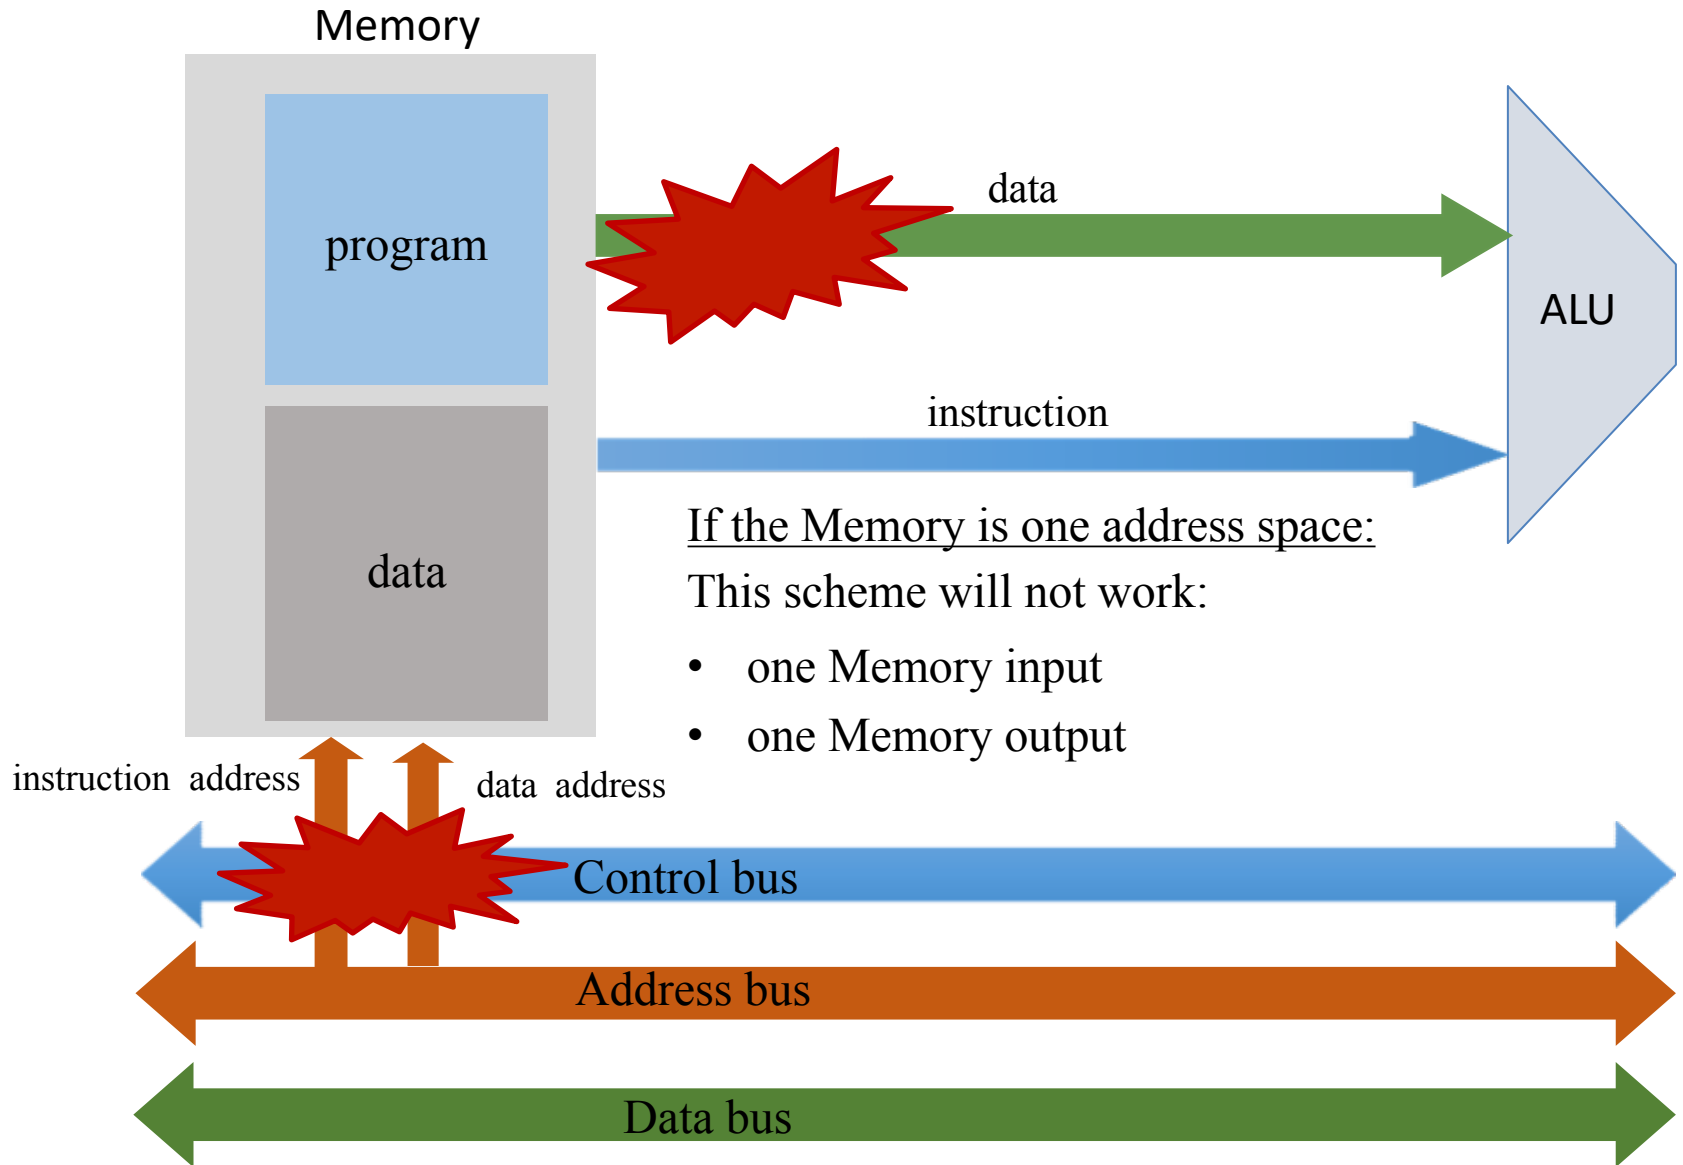 Memory
program
data
ALU
instruction
data
If the Memory is one address space:
This scheme will not work:
• one Memory input
• one Memory output
instruction address
data address
Control bus
Address bus
Data bus